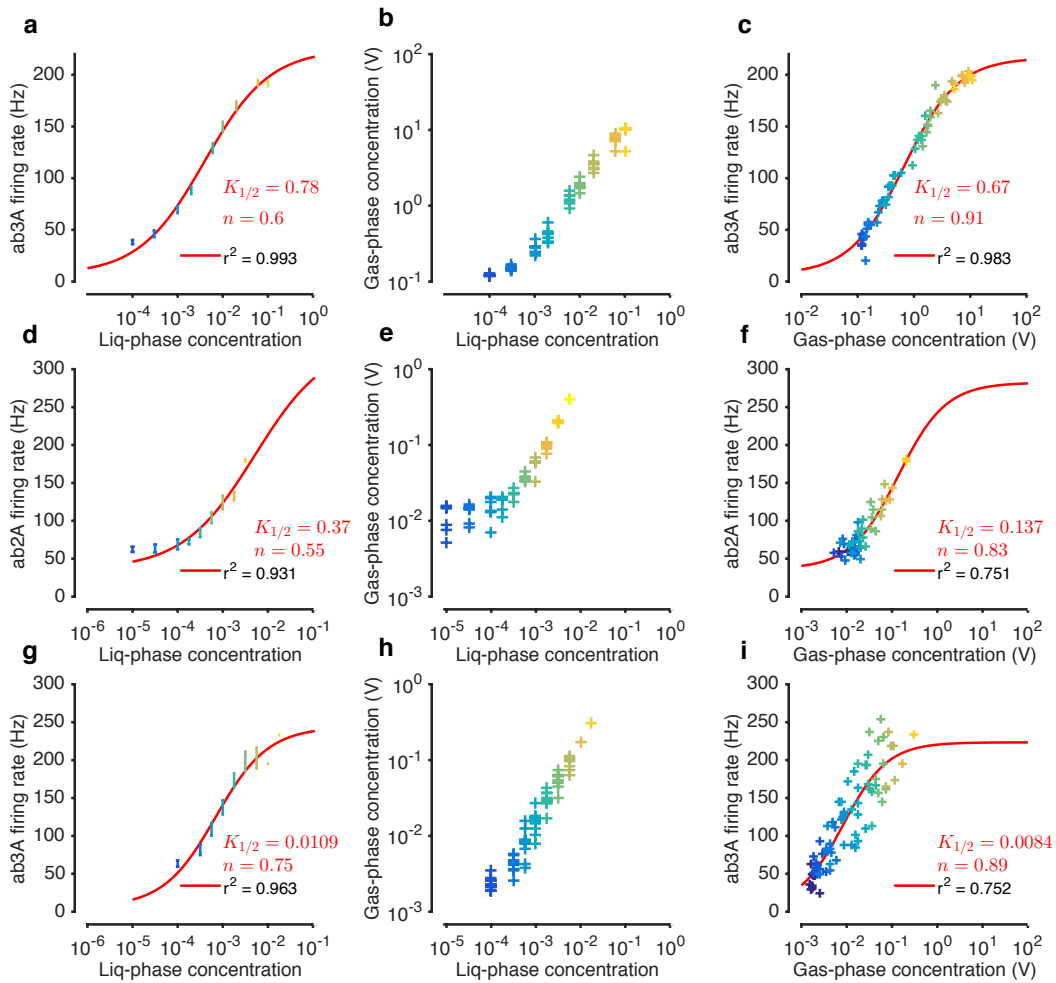 a
ab3A firing rate (Hz)
200
150
100
50
0
K1/2 = 0.78
n = 0.6
r2 = 0.993
10-4 10-3 10-2 10-1 100
Liq-phase concentration
b
Gas-phase concentration (V)
102
101
100
10-1
10-4 10-3 10-2 10-1 100
Liq-phase concentration
c
ab3A firing rate (Hz)
200
150
100
50
0
K1/2 = 0.67
n = 0.91
r2 = 0.983
10-2 10-1 100 101 102
Gas-phase concentration (V)
d
ab2A firing rate (Hz)
300
250
200
150
100
50
0
K1/2 = 0.37
n = 0.55
r2 = 0.931
10-6 10-5 10-4 10-3 10-2 10-1
Liq-phase concentration
e
Gas-phase concentration (V)
100
10-1
10-2
10-3
10-5 10-4 10-3 10-2 10-1 100
Liq-phase concentration
f
ab2A firing rate (Hz)
300
250
200
150
100
50
0
K1/2 = 0.137
n = 0.83
r2 = 0.751
10-3 10-2 10-1 100 101 102
Gas-phase concentration (V)
g
ab3A firing rate (Hz)
300
250
200
150
100
50
0
K1/2 = 0.0109
n = 0.75
r2 = 0.963
10-6 10-5 10-4 10-3 10-2 10-1
Liq-phase concentration
h
Gas-phase concentration (V)
100
10-1
10-2
10-3
10-5 10-4 10-3 10-2 10-1 100
Liq-phase concentration
i
ab3A firing rate (Hz)
300
250
200
150
100
50
0
K1/2 = 0.0084
n = 0.89
r2 = 0.752
10-3 10-2 10-1 100 101 102
Gas-phase concentration (V)